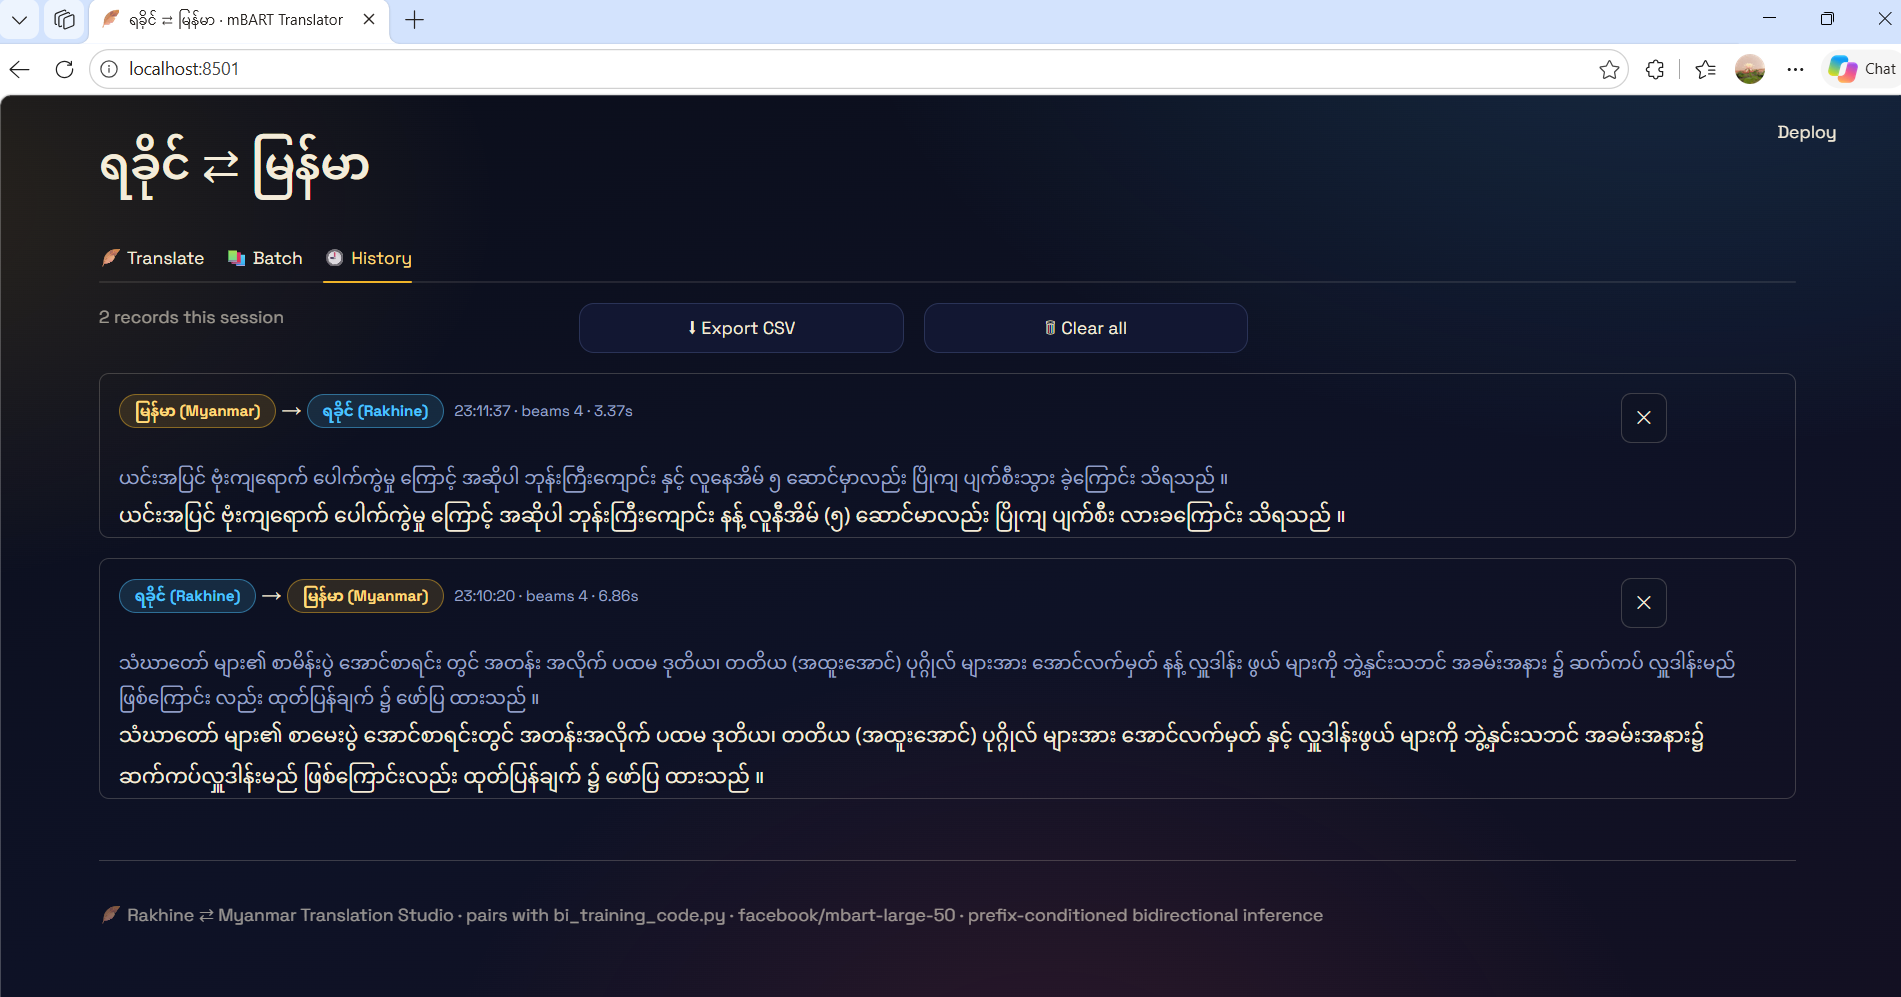 ရခိုင် ⇄ မြန်မာ · mBART Translator
localhost:8501
Chat
Deploy
ရခိုင် ⇄ မြန်မာ
Translate Batch History
2 records this session
Export CSV
Clear all
မြန်မာ (Myanmar) → ရခိုင် (Rakhine) 23:11:37 · beams 4 · 3.37s
ယင်းအပြင် ဗုံးကျရောက် ပေါက်ကွဲမှု ကြောင့် အဆိုပါ ဘုန်းကြီးကျောင်း နှင့် လူနေအိမ် ၅ ဆောင်မှာလည်း ပြိုကျ ပျက်စီးသွား ခဲ့ကြောင်း သိရသည် ။
ယင်းအပြင် ဗုံးကျရောက် ပေါက်ကွဲမှု ကြောင့် အဆိုပါ ဘုန်းကြီးကျောင်း နန့် လူနီအိမ် (၅) ဆောင်မာလည်း ပြိုကျ ပျက်စီး လားခကြောင်း သိရသည် ။
ရခိုင် (Rakhine) → မြန်မာ (Myanmar) 23:10:20 · beams 4 · 6.86s
သံဃာတော် များ၏ စာမိန်းပွဲ အောင်စာရင်း တွင် အတန်း အလိုက် ပထမ ဒုတိယ၊ တတိယ (အထူးအောင်) ပုဂ္ဂိုလ် များအား အောင်လက်မှတ် နန့် လှူဒါန်း ဖွယ် များကို ဘွဲ့နှင်းသဘင် အခမ်းအနား ၌ ဆက်ကပ် လှူဒါန်းမည်
ဖြစ်ကြောင်း လည်း ထုတ်ပြန်ချက် ၌ ဖော်ပြ ထားသည် ။
သံဃာတော် များ၏ စာမေးပွဲ အောင်စာရင်းတွင် အတန်းအလိုက် ပထမ ဒုတိယ၊ တတိယ (အထူးအောင်) ပုဂ္ဂိုလ် များအား အောင်လက်မှတ် နှင့် လှူဒါန်းဖွယ် များကို ဘွဲ့နှင်းသဘင် အခမ်းအနား၌
ဆက်ကပ်လှူဒါန်းမည် ဖြစ်ကြောင်းလည်း ထုတ်ပြန်ချက် ၌ ဖော်ပြ ထားသည် ။
Rakhine ⇄ Myanmar Translation Studio · pairs with bi_training_code.py · facebook/mbart-large-50 · prefix-conditioned bidirectional inference